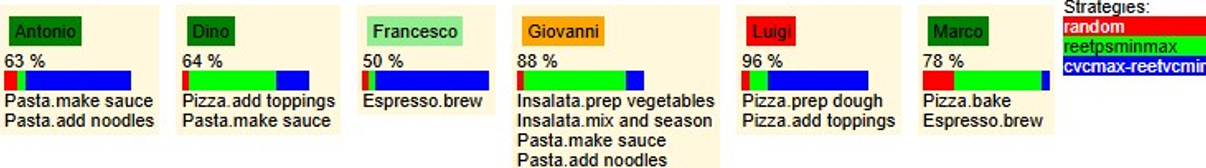 Antonio
63 %
Pasta.make sauce
Pasta.add noodles
Dino
64 %
Pizza.add toppings
Pasta.make sauce
Francesco
50 %
Espresso.brew
Giovanni
88 %
Insalata.prep vegetables
Insalata.mix and season
Pasta.make sauce
Pasta.add noodles
Luigi
96 %
Pizza.prep dough
Pizza.add toppings
Marco
78 %
Pizza.bake
Espresso.brew
Strategies:
random
reetpsminmax
cvcmax-reetvcmin